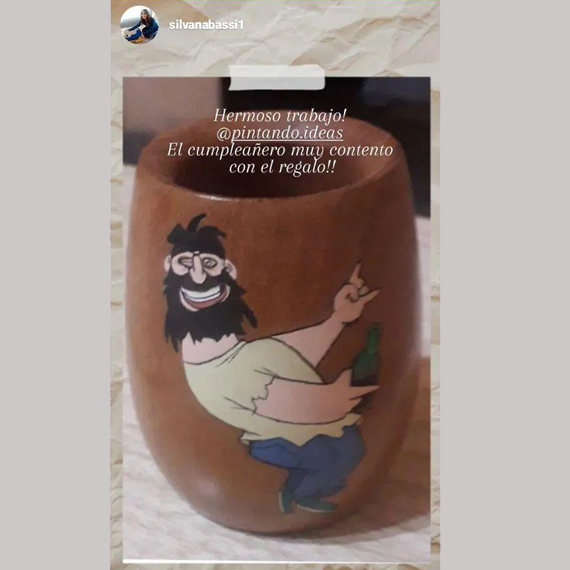 silvanabassi1
Hermoso trabajo!
@pintando.ideas
El cumpleañero muy contento
con el regalo!!